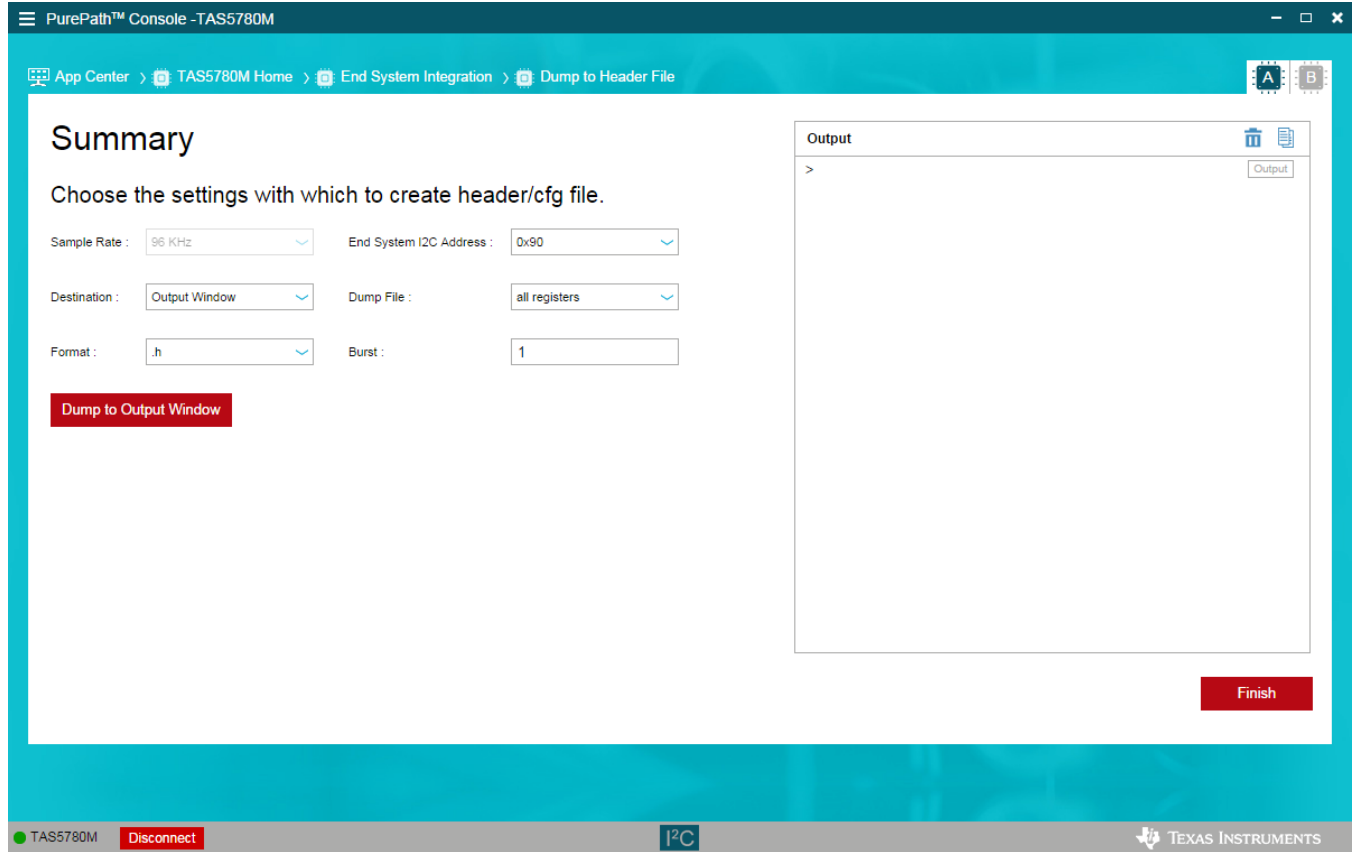 PurePath™ Console -TAS5780M
App Center > TAS5780M Home > End System Integration > Dump to Header File
A B
Summary
Choose the settings with which to create header/cfg file.
Sample Rate : 96 KHz End System I2C Address : 0x90
Destination : Output Window Dump File : all registers
Format : .h Burst : 1
Dump to Output Window
Output
> Output
Finish
TAS5780M Disconnect I²C TEXAS INSTRUMENTS